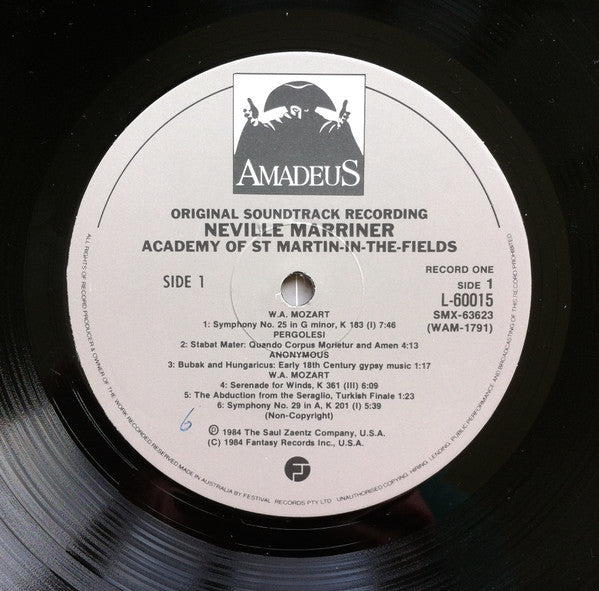 AMADEUS
ORIGINAL SOUNDTRACK RECORDING
NEVILLE MARRINER
ACADEMY OF ST MARTIN-IN-THE-FIELDS
SIDE 1
RECORD ONE
SIDE 1
L-60015
SMX-63623
(WAM-1791)
W.A. MOZART
1: Symphony No. 25 in G minor, K 183 (I) 7:46
PERGOLESI
2: Stabat Mater: Quando Corpus Morietur and Amen 4:13
ANONYMOUS
3: Bubak and Hungaricus: Early 18th Century gypsy music 1:17
W.A. MOZART
4: Serenade for Winds, K 361 (III) 6:09
5: The Abduction from the Seraglio, Turkish Finale 1:23
6: Symphony No. 29 in A, K 201 (I) 5:39
(Non-Copyright)
6
Ⓟ 1984 The Saul Zaentz Company, U.S.A.
(C) 1984 Fantasy Records Inc., U.S.A.
ALL RIGHTS OF RECORD PRODUCER & OWNER OF THE WORK RECORDED RESERVED MADE IN AUSTRALIA BY FESTIVAL RECORDS PTY LTD UNAUTHORISED COPYING, HIRING, LENDING, PUBLIC PERFORMANCE AND BROADCASTING OF THIS RECORD PROHIBITED